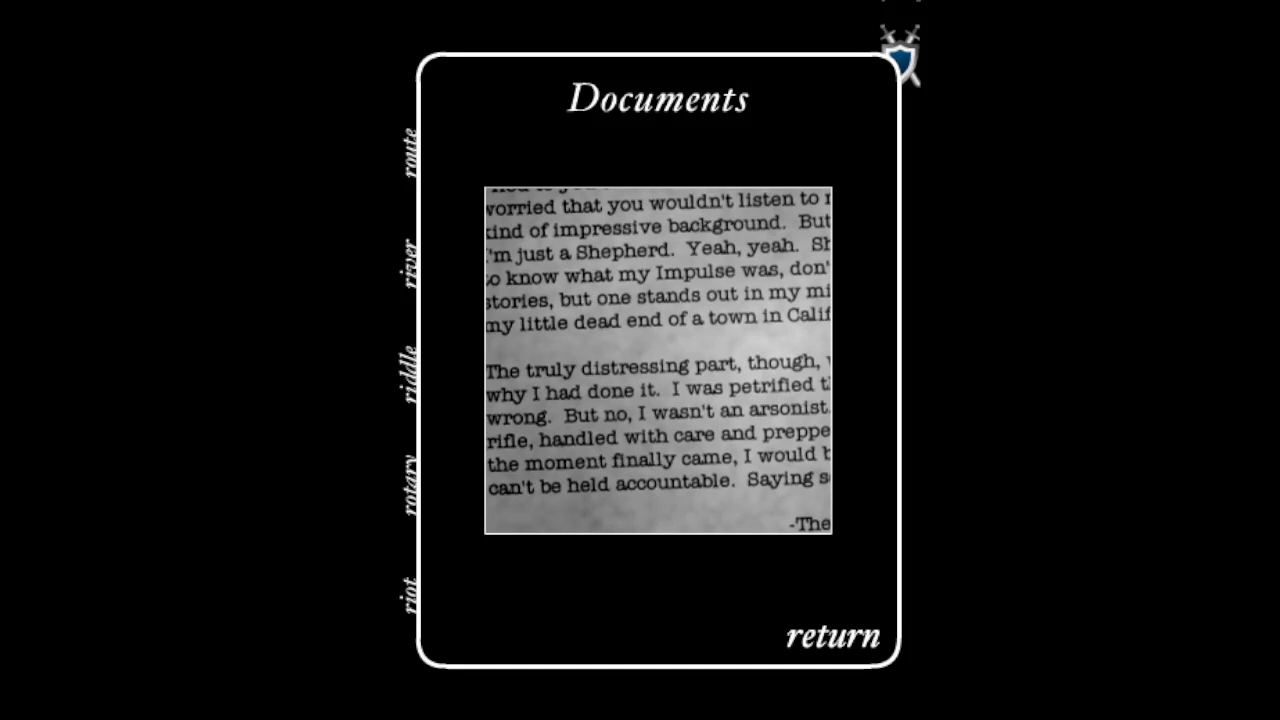 Documents
route
river
riddle
rotary
riot
worried that you wouldn't listen to
kind of impressive background. But
I'm just a Shepherd. Yeah, yeah. Sh
to know what my Impulse was, don'
stories, but one stands out in my mi
my little dead end of a town in Calif
The truly distressing part, though,
why I had done it. I was petrified t
wrong. But no, I wasn't an arsonist.
rifle, handled with care and preppe
the moment finally came, I would b
can't be held accountable. Saying s
-The
return